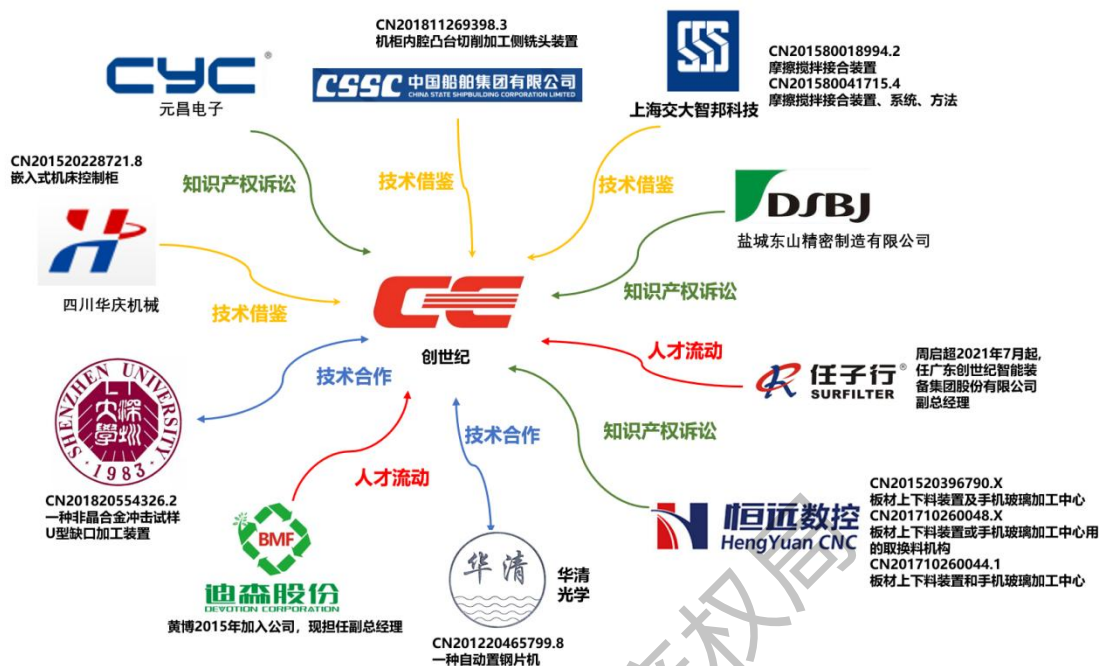 CN201811269398.3
机柜内腔凸台切削加工侧铣头装置
CYC®
元昌电子
CSSC 中国船舶集团有限公司
CHINA STATE SHIPBUILDING CORPORATION LIMITED
SSS
上海交大智邦科技
CN201580018994.2
摩擦搅拌接合装置
CN201580041715.4
摩擦搅拌接合装置、系统、方法
知识产权诉讼
技术借鉴
技术借鉴
CN201520228721.8
嵌入式机床控制柜
四川华庆机械
技术借鉴
DSBJ
盐城东山精密制造有限公司
知识产权诉讼
创世纪
人才流动
任子行®
SURFILTER
周启超2021年7月起,
任广东创世纪智能装
备集团股份有限公司
副总经理
技术合作
SHENZHEN UNIVERSITY
深圳大学
·1983·
CN201820554326.2
一种非晶合金冲击试样
U型缺口加工装置
人才流动
BMF
迪森股份
DEVOTION CORPORATION
黄博2015年加入公司，现担任副总经理
技术合作
华清
华清
光学
CN201220465799.8
一种自动置钢片机
知识产权诉讼
恒远数控
HengYuan CNC
CN201520396790.X
板材上下料装置及手机玻璃加工中心
CN201710260048.X
板材上下料装置或手机玻璃加工中心用
的取换料机构
CN201710260044.1
板材上下料装置和手机玻璃加工中心
产权局